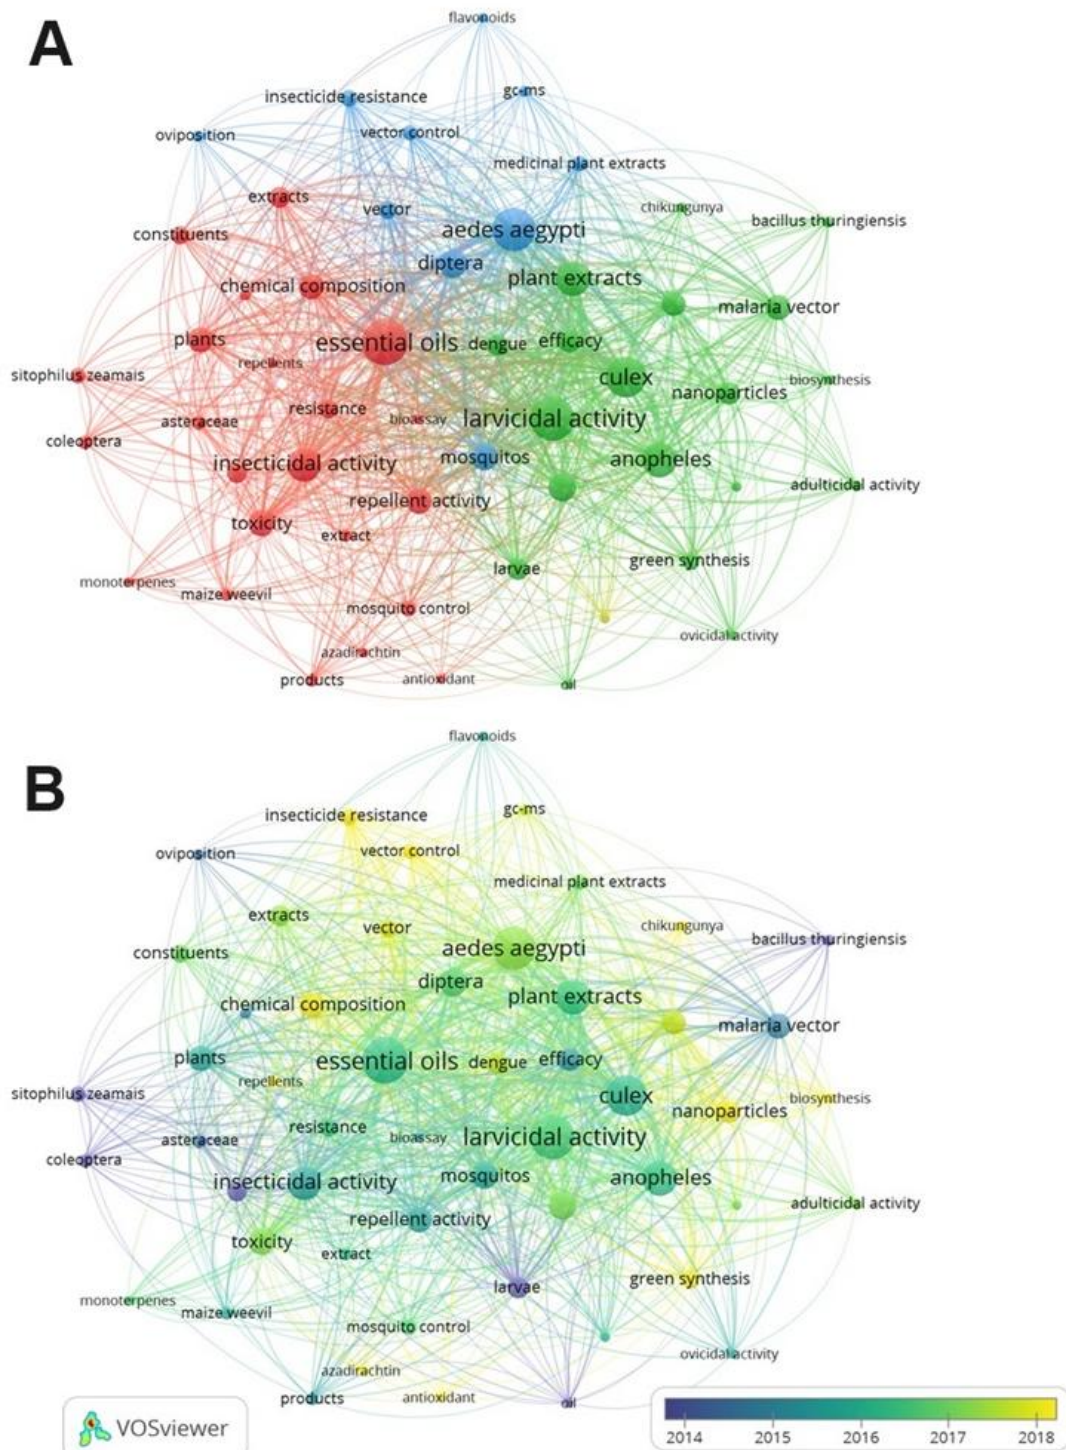 A
flavonoids
insecticide resistance
gc-ms
oviposition
vector control
medicinal plant extracts
extracts
vector
chikungunya
constituents
aedes aegypti
bacillus thuringiensis
diptera
chemical composition
plant extracts
malaria vector
plants
essential oils
dengue
efficacy
repellents
sitophilus zeamais
culex
biosynthesis
nanoparticles
resistance
asteraceae
bioassay
larvicidal activity
coleoptera
insecticidal activity
mosquitos
anopheles
repellent activity
adulticidal activity
toxicity
extract
larvae
green synthesis
monoterpenes
maize weevil
mosquito control
ovicidal activity
azadirachtin
products
antioxidant
oil
B
flavonoids
insecticide resistance
gc-ms
oviposition
vector control
medicinal plant extracts
extracts
vector
chikungunya
constituents
aedes aegypti
bacillus thuringiensis
diptera
chemical composition
plant extracts
malaria vector
plants
essential oils
dengue
efficacy
repellents
sitophilus zeamais
culex
biosynthesis
nanoparticles
resistance
asteraceae
bioassay
larvicidal activity
coleoptera
insecticidal activity
mosquitos
anopheles
repellent activity
adulticidal activity
toxicity
extract
larvae
green synthesis
monoterpenes
maize weevil
mosquito control
ovicidal activity
azadirachtin
products
antioxidant
oil
VOSviewer
2014 2015 2016 2017 2018